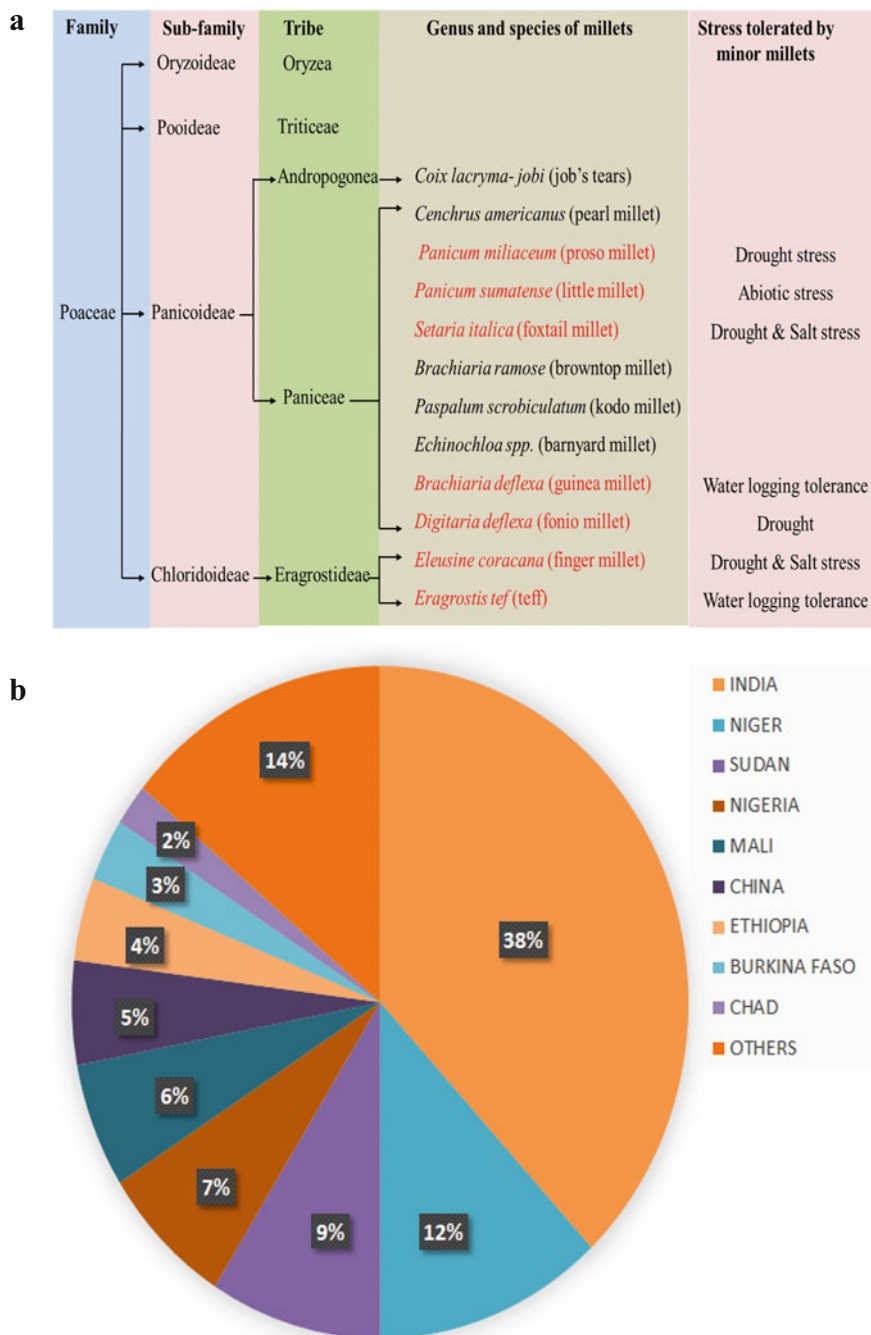 a
Family Sub-family Tribe Genus and species of millets Stress tolerated by
minor millets
Oryzoideae Oryzea
Pooideae Triticeae
Andropogonea Coix lacryma- jobi (job's tears)
Cenchrus americanus (pearl millet)
Panicum miliaceum (proso millet) Drought stress
Panicum sumatense (little millet) Abiotic stress
Poaceae Panicoideae Setaria italica (foxtail millet) Drought & Salt stress
Brachiaria ramose (browntop millet)
Paniceae Paspalum scrobiculatum (kodo millet)
Echinochloa spp. (barnyard millet)
Brachiaria deflexa (guinea millet) Water logging tolerance
Digitaria deflexa (fonio millet) Drought
Chloridoideae Eragrostideae Eleusine coracana (finger millet) Drought & Salt stress
Eragrostis tef (teff) Water logging tolerance
b
38%
12%
9%
7%
6%
5%
4%
3%
2%
14%
INDIA
NIGER
SUDAN
NIGERIA
MALI
CHINA
ETHIOPIA
BURKINA FASO
CHAD
OTHERS